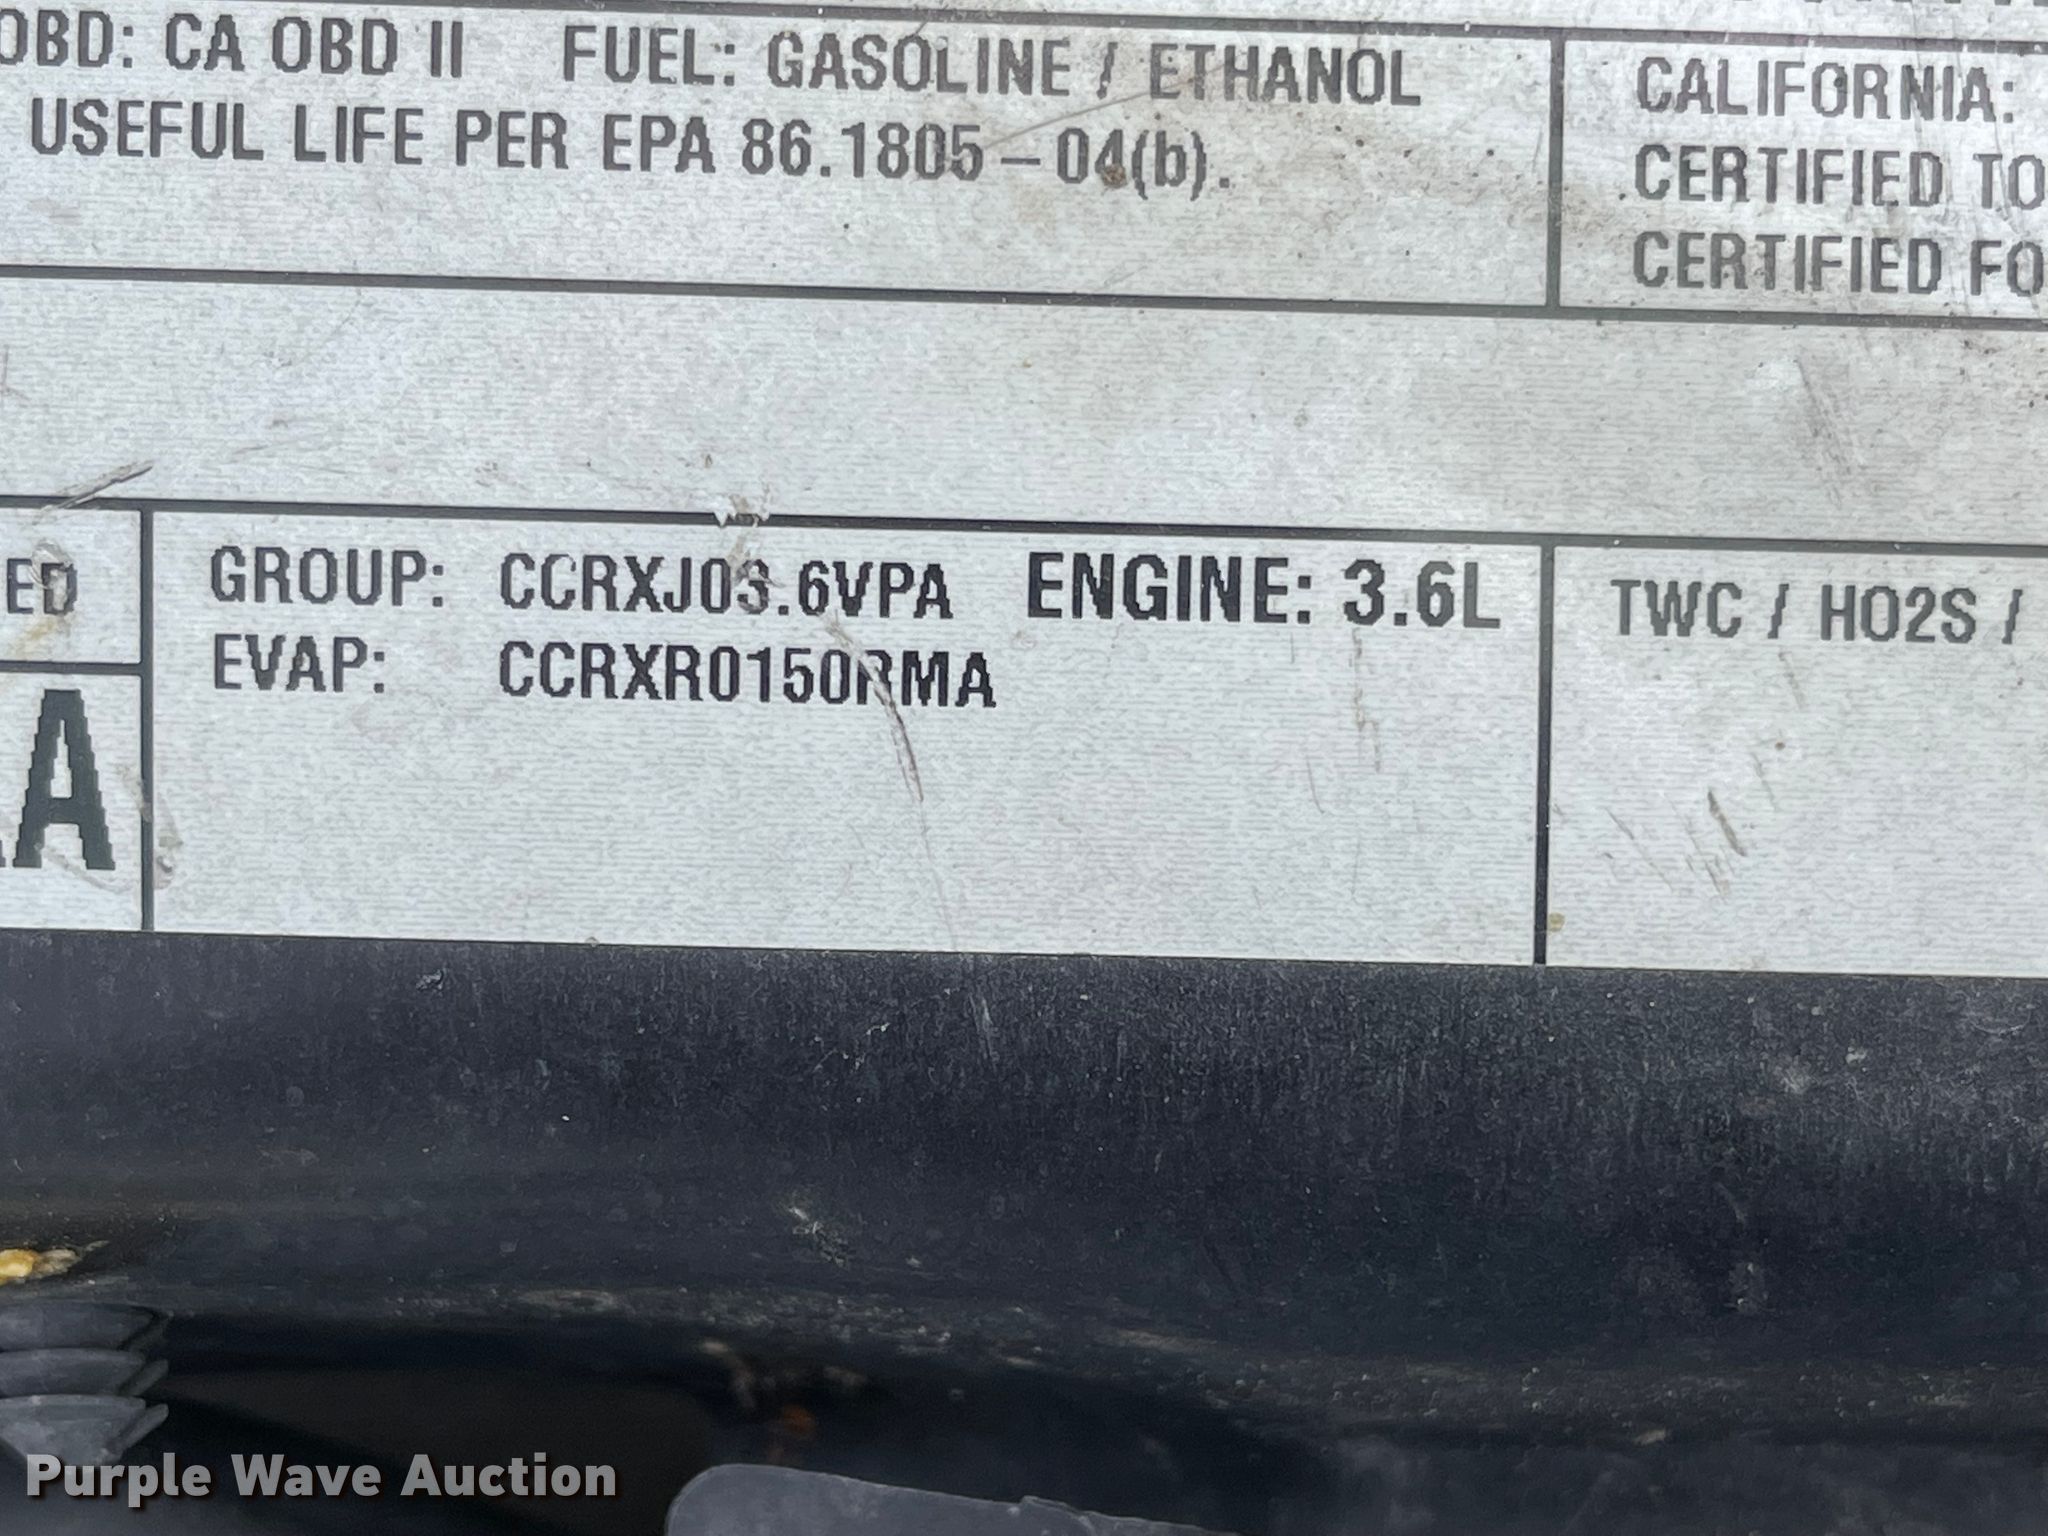 OBD: CA OBD II FUEL: GASOLINE / ETHANOL
USEFUL LIFE PER EPA 86.1805 – 04(b).
CALIFORNIA:
CERTIFIED TO
CERTIFIED FO
ED
A
GROUP: CCRXJ03.6VPA ENGINE: 3.6L
EVAP: CCRXR0150RMA
TWC / HO2S /
Purple Wave Auction